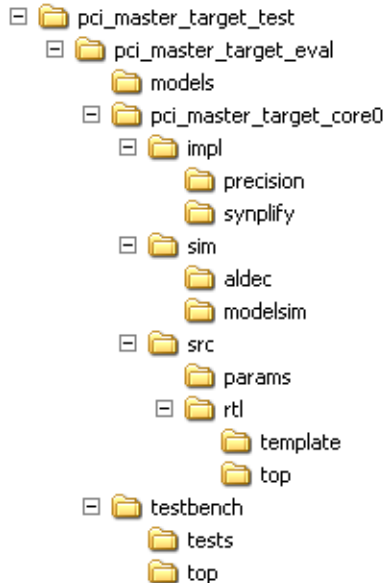 pci_master_target_test
pci_master_target_eval
models
pci_master_target_core0
impl
precision
synplify
sim
aldec
modelsim
src
params
rtl
template
top
testbench
tests
top